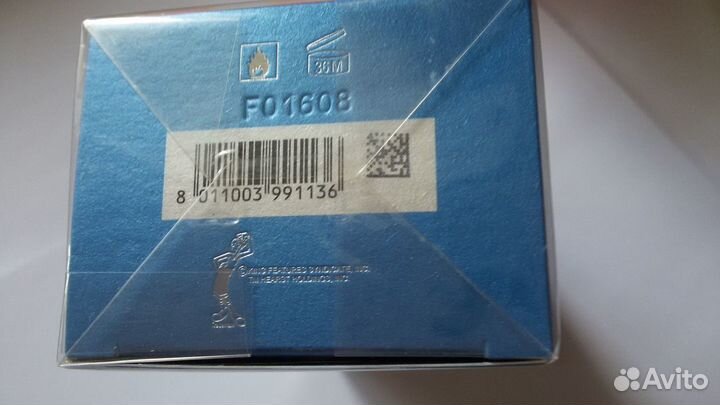 36M
F01608
8 011003 991136
©KING FEATURES SYNDICATE, INC.
TM HEARST HOLDINGS, INC.
Avito